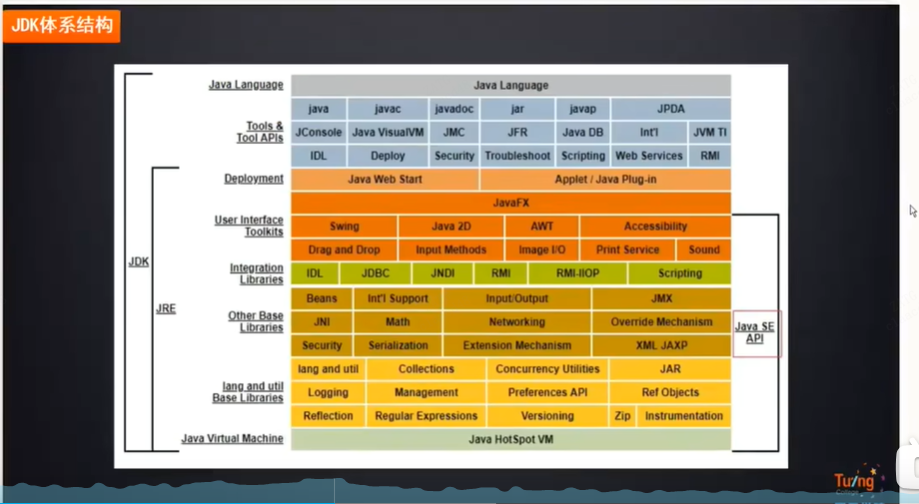 JDK体系结构
Java Language Java Language
java javac javadoc jar javap JPDA
Tools & Tool APIs
JConsole Java VisualVM JMC JFR Java DB Int'l JVM TI
IDL Deploy Security Troubleshoot Scripting Web Services RMI
Deployment Java Web Start Applet / Java Plug-in
JavaFX
User Interface Toolkits
Swing Java 2D AWT Accessibility
Drag and Drop Input Methods Image I/O Print Service Sound
Integration Libraries
IDL JDBC JNDI RMI RMI-IIOP Scripting
JDK
JRE
Beans Int'l Support Input/Output JMX
Other Base Libraries
JNI Math Networking Override Mechanism
Security Serialization Extension Mechanism XML JAXP
Java SE API
lang and util Collections Concurrency Utilities JAR
lang and util Base Libraries
Logging Management Preferences API Ref Objects
Reflection Regular Expressions Versioning Zip Instrumentation
Java Virtual Machine Java HotSpot VM